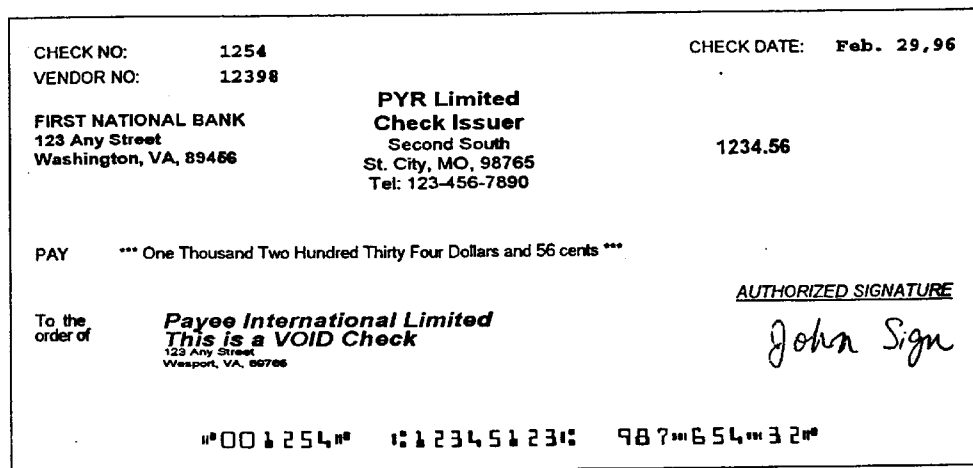 CHECK NO: 1254
CHECK DATE: Feb. 29,96
VENDOR NO: 12398
PYR Limited
FIRST NATIONAL BANK
Check Issuer
123 Any Street
Second South
1234.56
Washington, VA, 89456
St. City, MO, 98765
Tel: 123-456-7890
PAY *** One Thousand Two Hundred Thirty Four Dollars and 56 cents ***
AUTHORIZED SIGNATURE
To the order of
Payee International Limited
This is a VOID Check
123 Any Street
Wesport, VA, 89765
John Sign
⑈001254⑈ ⑆123451231⑆ 987⑉654⑉32⑈